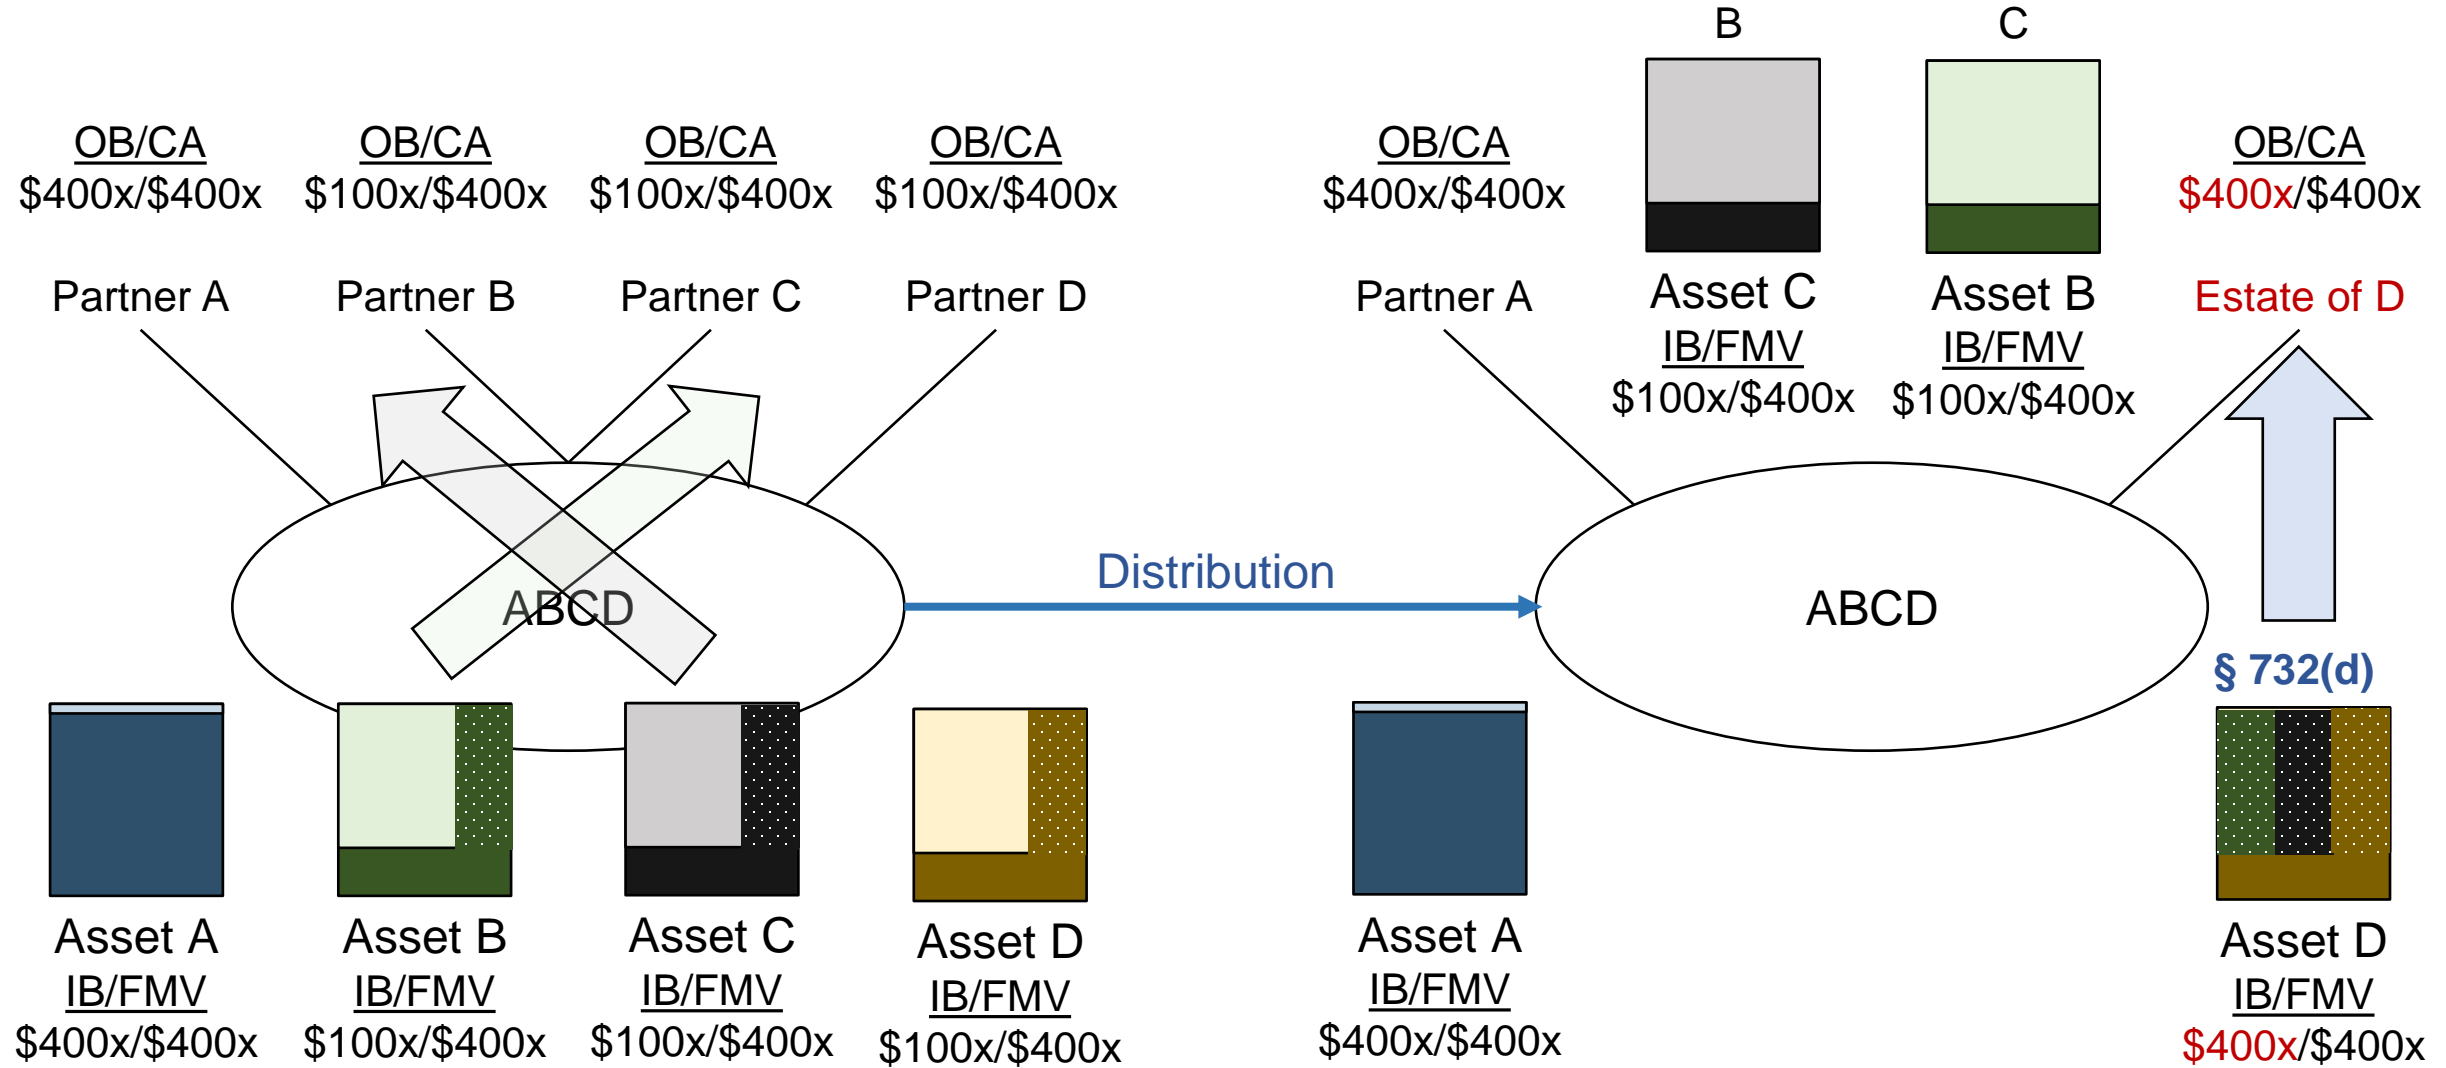 B
C
OB/CA
$400x/$400x
OB/CA
$100x/$400x
OB/CA
$100x/$400x
OB/CA
$100x/$400x
OB/CA
$400x/$400x
OB/CA
$400x/$400x
Partner A
Partner B
Partner C
Partner D
Partner A
Asset C
IB/FMV
$100x/$400x
Asset B
IB/FMV
$100x/$400x
Estate of D
ABCD
Distribution
ABCD
§ 732(d)
Asset A
IB/FMV
$400x/$400x
Asset B
IB/FMV
$100x/$400x
Asset C
IB/FMV
$100x/$400x
Asset D
IB/FMV
$100x/$400x
Asset A
IB/FMV
$400x/$400x
Asset D
IB/FMV
$400x/$400x